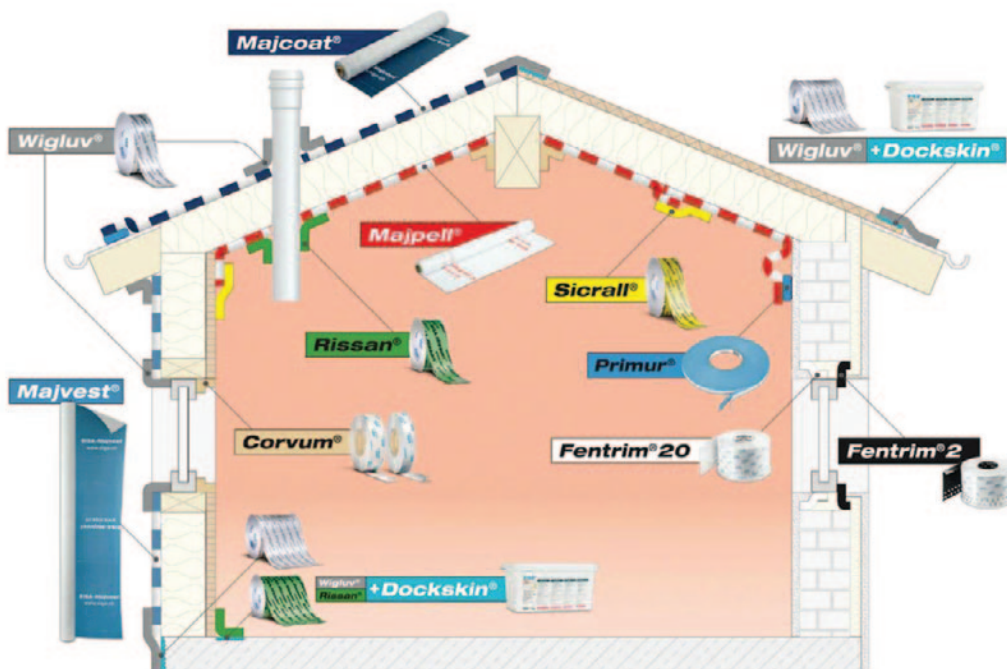 Majcoat®
Wigluv®
Wigluv® +Dockskin®
Majpell®
Sicrall®
Rissan®
Primur®
Majvest®
Corvum®
Fentrim® 20
Fentrim® 2
Wigluv®
Rissan®
+Dockskin®